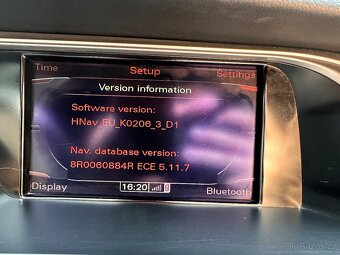 Time Setup Settings
Version information
Software version:
HNav_EU_K0206_3_D1
Nav. database version:
8R0060884R ECE 5.11.7
Display 16:20 Bluetooth